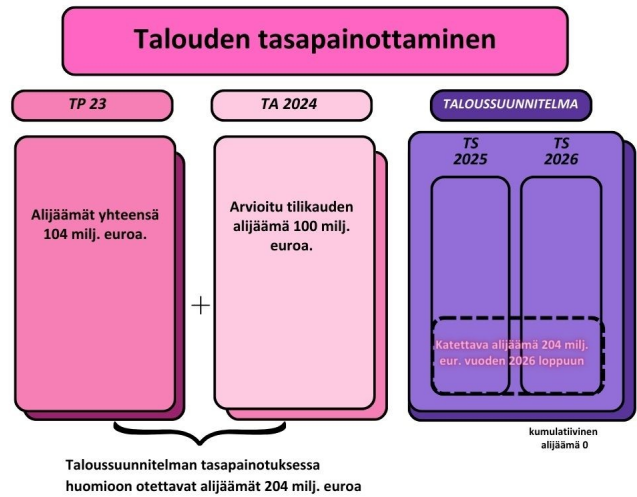 Talouden tasapainottaminen
TP 23
TA 2024
TALOUSSUUNNITELMA
TS
2025
TS
2026
Alijäämät yhteensä
104 milj. euroa.
+
Arvioitu tilikauden
alijäämä 100 milj.
euroa.
Katettava alijäämä 204 milj.
eur. vuoden 2026 loppuun
kumulatiivinen
alijäämä 0
Taloussuunnitelman tasapainotuksessa
huomioon otettavat alijäämät 204 milj. euroa